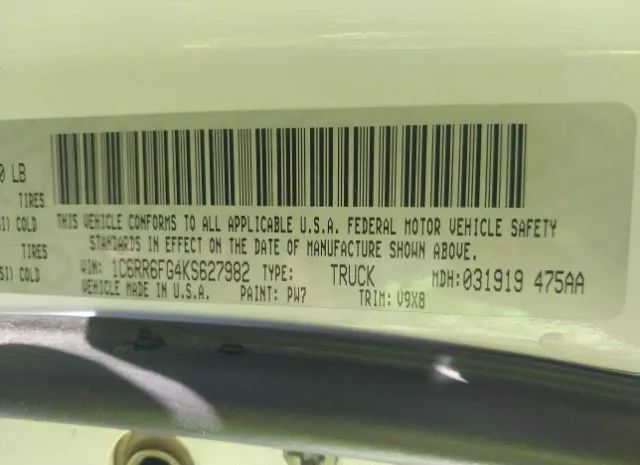 0 LB
TIRES
SI) COLD
TIRES
SI) COLD
THIS VEHICLE CONFORMS TO ALL APPLICABLE U.S.A. FEDERAL MOTOR VEHICLE SAFETY
STANDARDS IN EFFECT ON THE DATE OF MANUFACTURE SHOWN ABOVE.
VIN: 1C6RR6FG4KS627982 TYPE: TRUCK MDH:031919 475AA
VEHICLE MADE IN U.S.A. PAINT: PW7 TRIM: V9X8